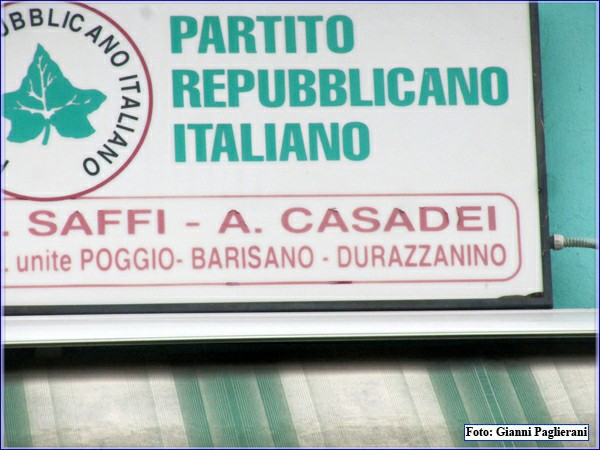 PARTITO
REPUBBLICANO
ITALIANO
UBBLICANO ITALIANO
. SAFFI - A. CASADEI
. unite POGGIO- BARISANO - DURAZZANINO
Foto: Gianni Paglierani